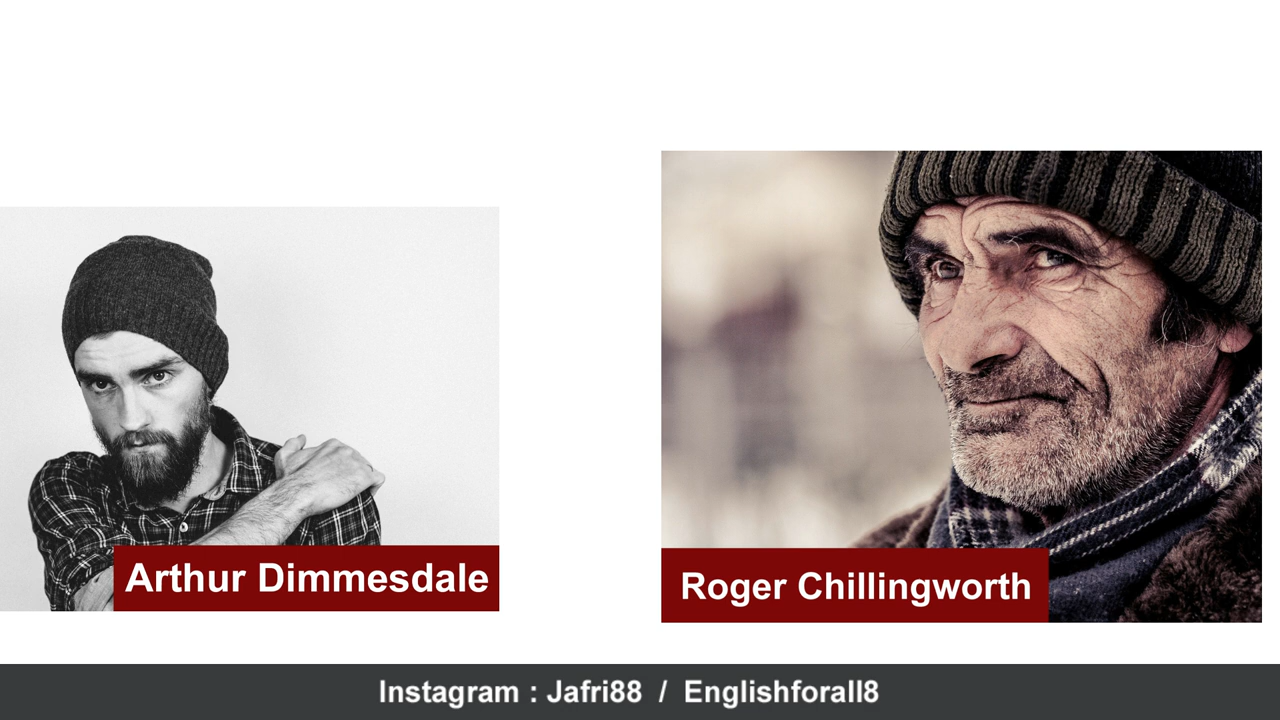 Arthur Dimmesdale
Roger Chillingworth
Instagram : Jafri88 / Englishforall8